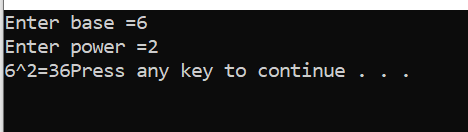 Enter base =6
Enter power =2
6^2=36Press any key to continue . . .